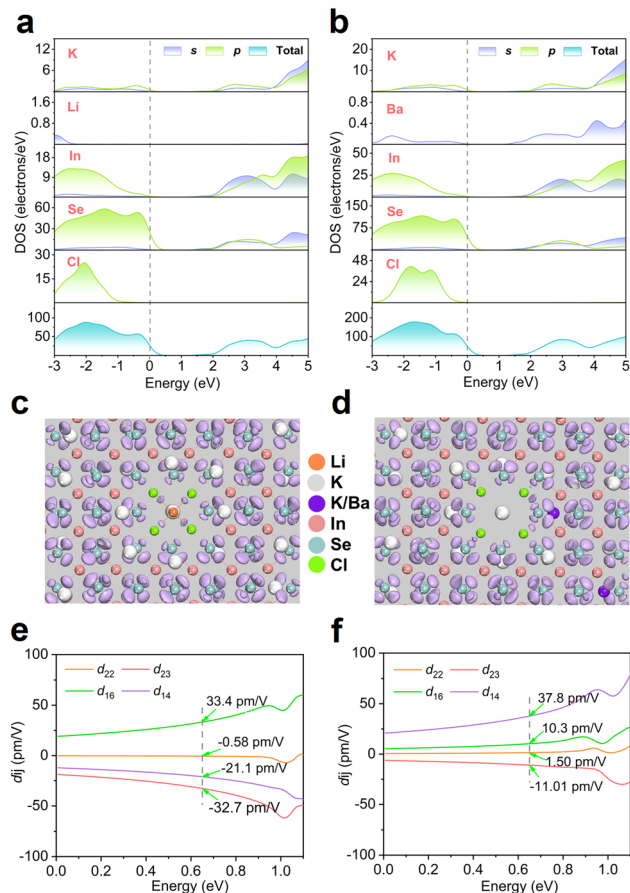 a
s p Total
K
12
6
Li
1.6
0.8
In
18
9
Se
60
30
Cl
30
15
100
50
DOS (electrons/eV)
-3 -2 -1 0 1 2 3 4 5
Energy (eV)
b
s p Total
K
20
10
Ba
0.8
0.4
In
50
25
Se
150
75
Cl
48
24
200
100
DOS (electrons/eV)
-3 -2 -1 0 1 2 3 4 5
Energy (eV)
c
d
Li
K
K/Ba
In
Se
Cl
e
d22 d23
d16 d14
100
50
0
-50
-100
dij (pm/V)
33.4 pm/V
-0.58 pm/V
-21.1 pm/V
-32.7 pm/V
0.0 0.2 0.4 0.6 0.8 1.0
Energy (eV)
f
d22 d23
d16 d14
100
50
0
-50
-100
dij (pm/V)
37.8 pm/V
10.3 pm/V
1.50 pm/V
-11.01 pm/V
0.0 0.2 0.4 0.6 0.8 1.0
Energy (eV)